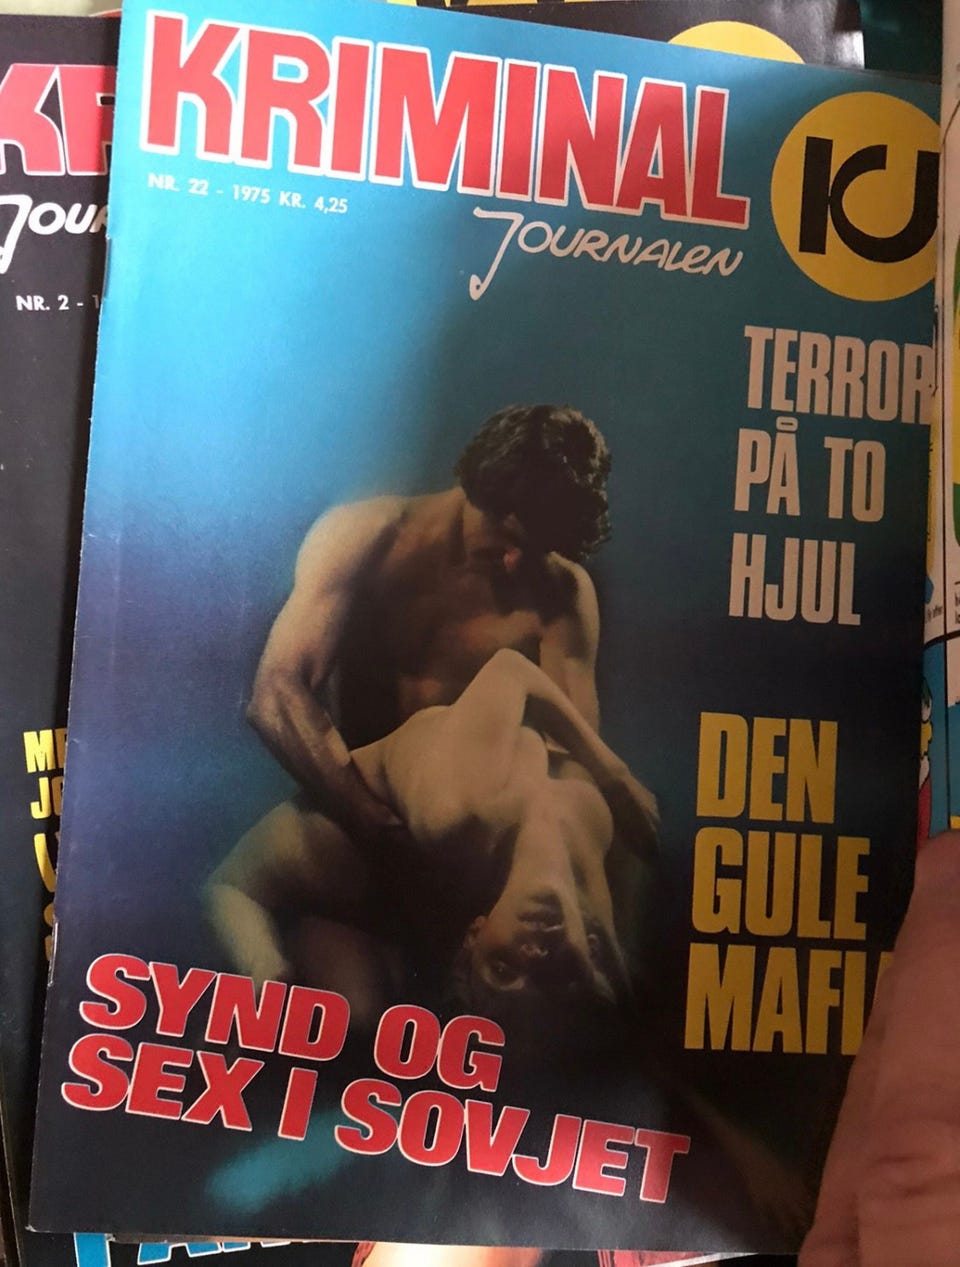 KRIMINAL
NR. 22 - 1975 KR. 4,25
JOURNALEN
KJ
TERROR
PÅ TO
HJUL
DEN
GULE
SYND OG
SEX I SOVJET
NR. 2 -